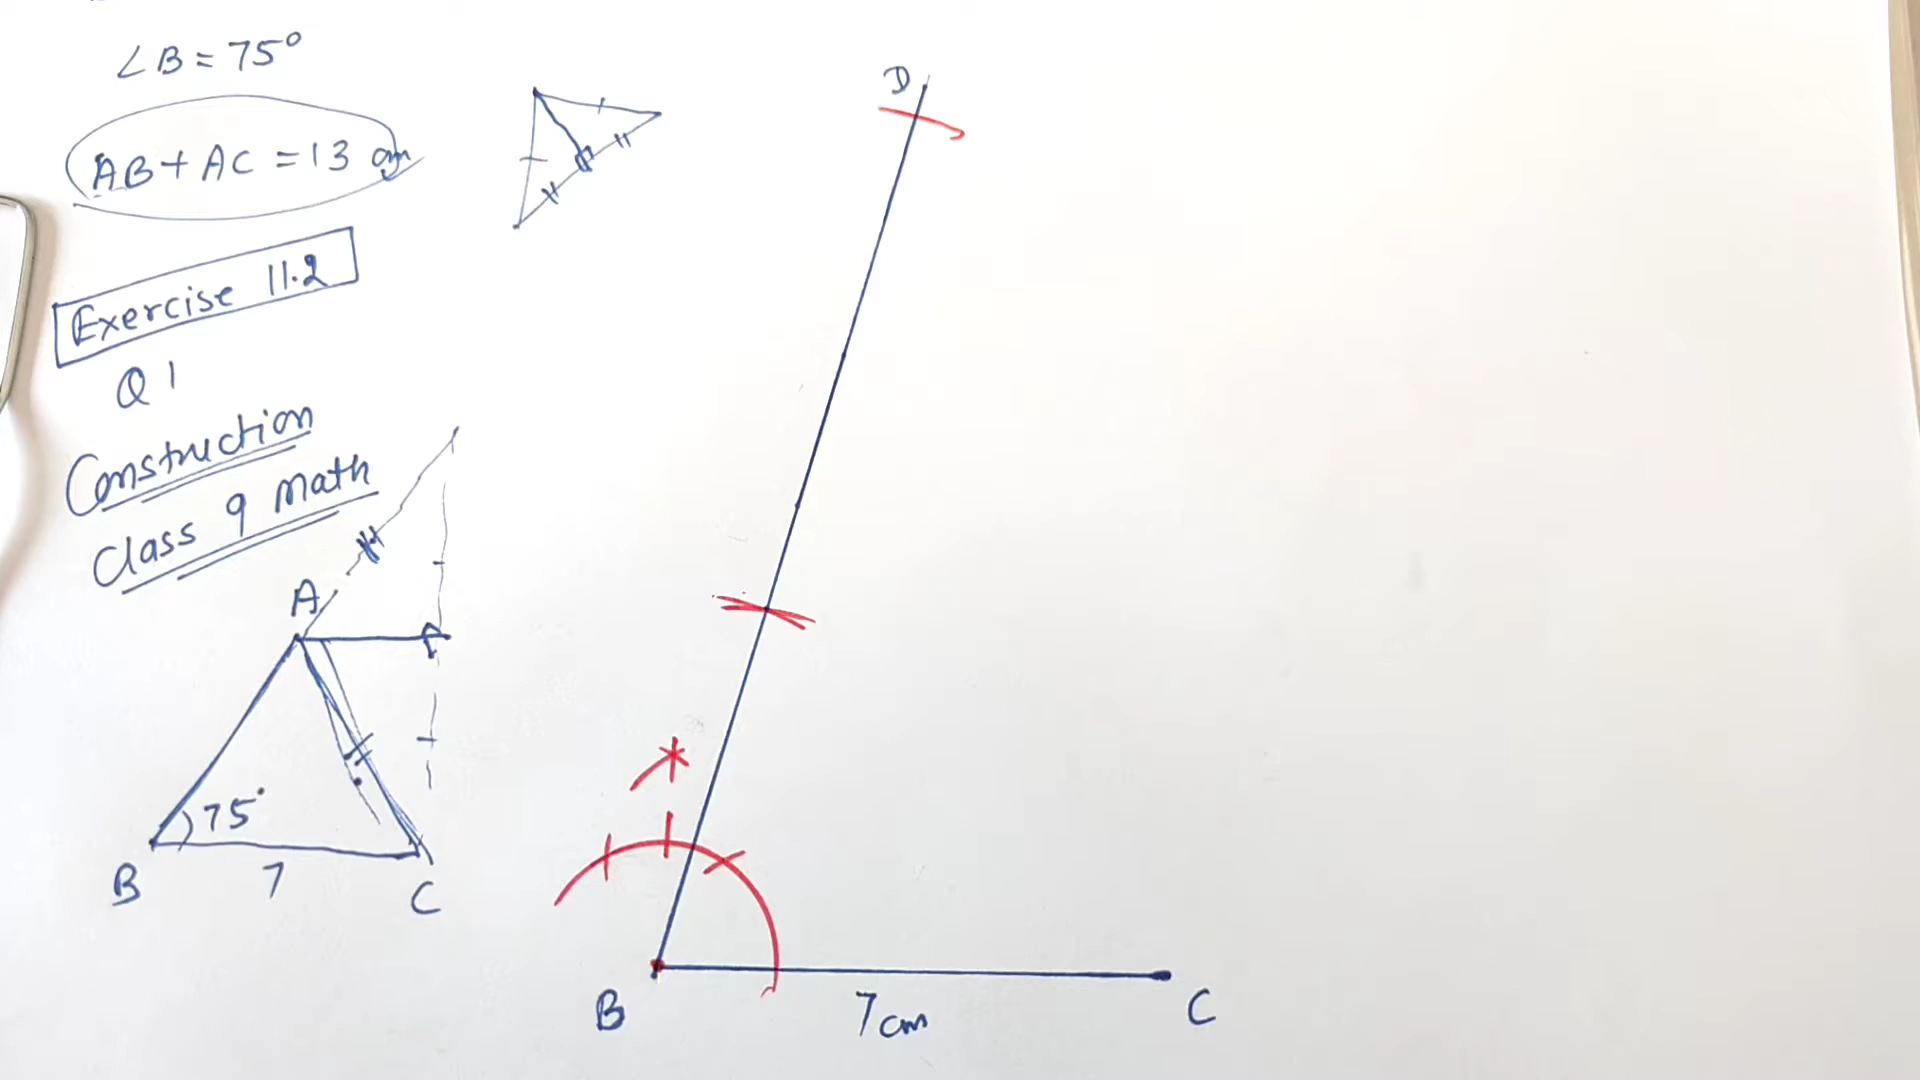 ∠B = 75°
AB + AC = 13 cm
Exercise 11.2
Q 1
Construction
Class 9 math
A
75°
B
7
C
D
B
7 cm
C